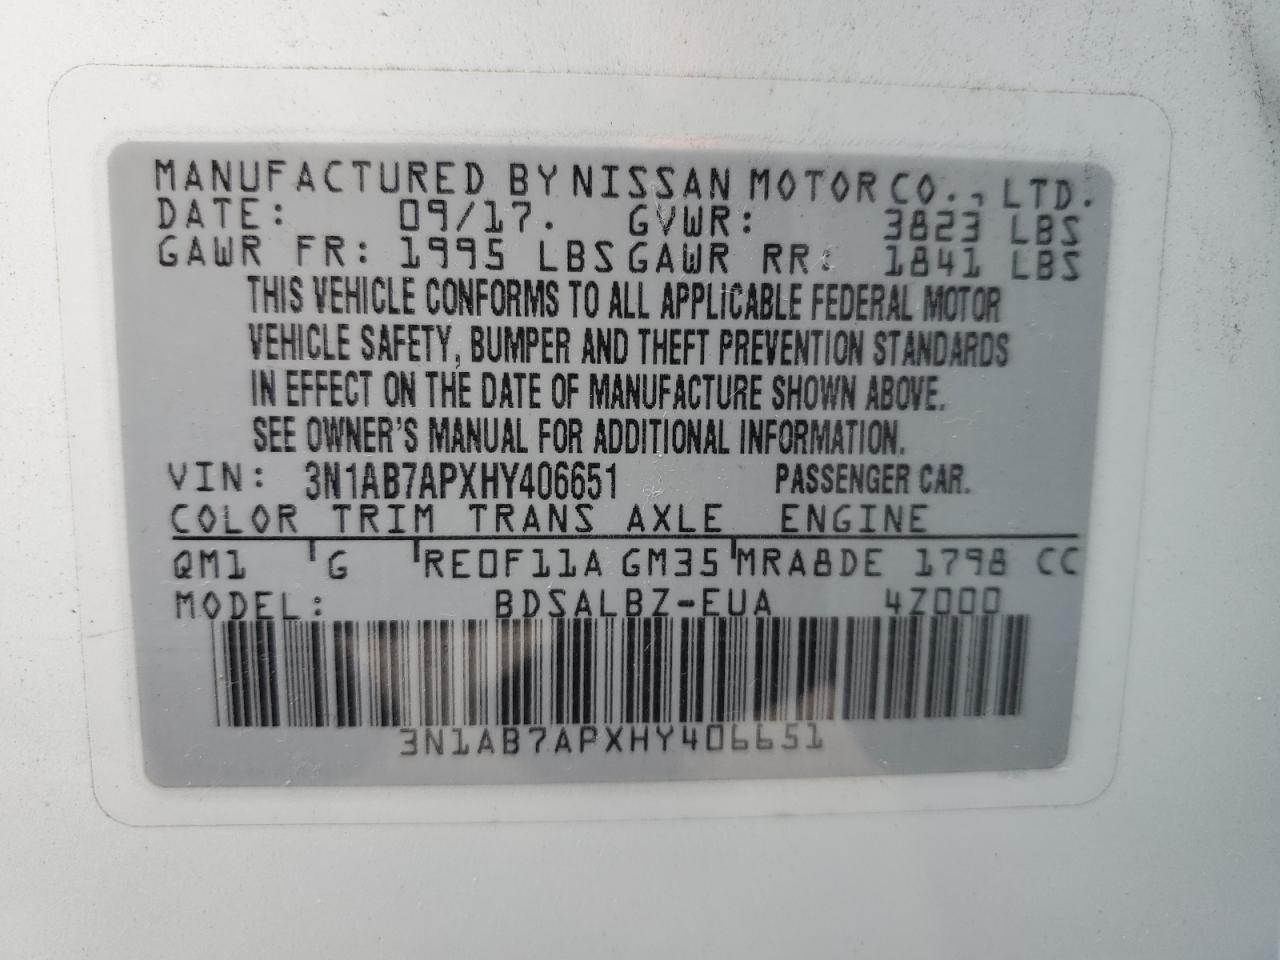 MANUFACTURED BY NISSAN MOTOR CO., LTD.
DATE: 09/17. GVWR: 3823 LBS
GAWR FR: 1995 LBS GAWR RR: 1841 LBS
THIS VEHICLE CONFORMS TO ALL APPLICABLE FEDERAL MOTOR
VEHICLE SAFETY, BUMPER AND THEFT PREVENTION STANDARDS
IN EFFECT ON THE DATE OF MANUFACTURE SHOWN ABOVE.
SEE OWNER'S MANUAL FOR ADDITIONAL INFORMATION.
VIN: 3N1AB7APXHY406651 PASSENGER CAR.
COLOR TRIM TRANS AXLE ENGINE
QM1 G RE0F11A GM35 MRA8DE 1798 CC
MODEL: BDSALBZ-EUA 4Z000
3N1AB7APXHY406651